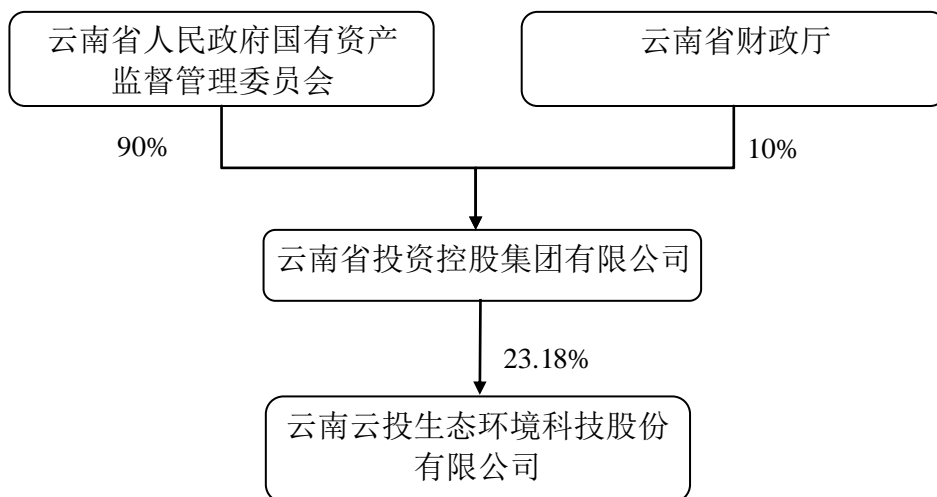 云南省人民政府国有资产
监督管理委员会
云南省财政厅
90%
10%
云南省投资控股集团有限公司
23.18%
云南云投生态环境科技股份
有限公司